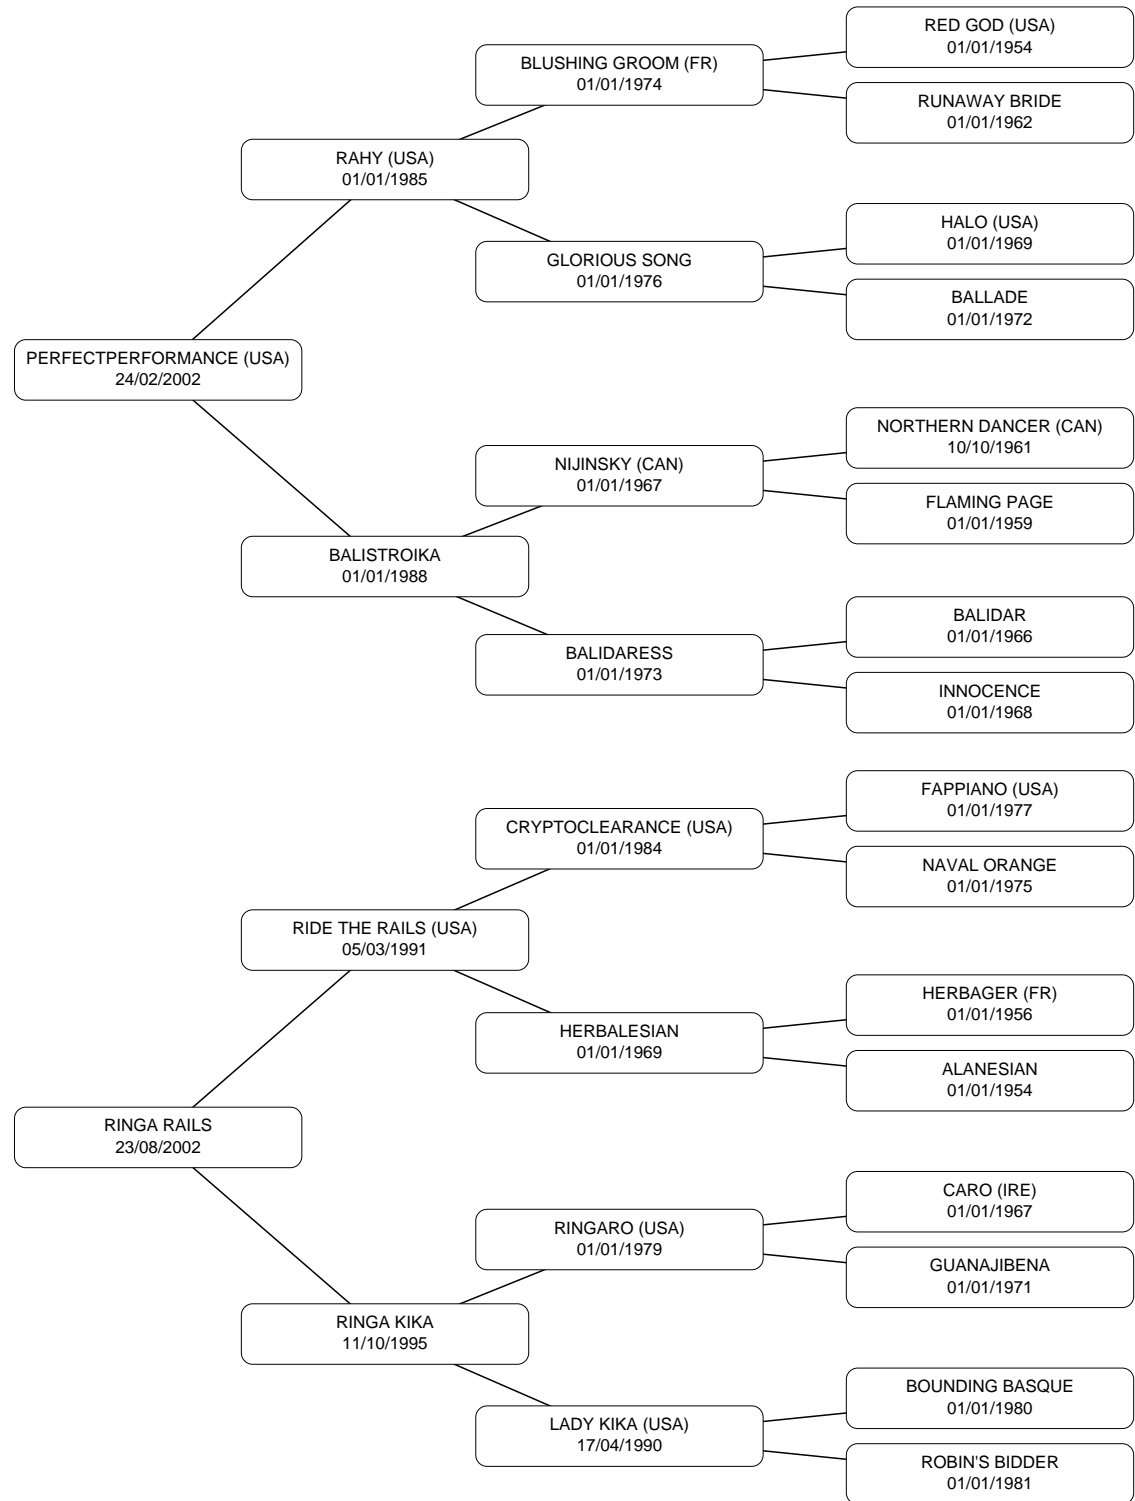 RED GOD (USA)
01/01/1954
BLUSHING GROOM (FR)
01/01/1974
RUNAWAY BRIDE
01/01/1962
RAHY (USA)
01/01/1985
HALO (USA)
01/01/1969
GLORIOUS SONG
01/01/1976
BALLADE
01/01/1972
PERFECTPERFORMANCE (USA)
24/02/2002
NORTHERN DANCER (CAN)
10/10/1961
NIJINSKY (CAN)
01/01/1967
FLAMING PAGE
01/01/1959
BALISTROIKA
01/01/1988
BALIDAR
01/01/1966
BALIDARESS
01/01/1973
INNOCENCE
01/01/1968
FAPPIANO (USA)
01/01/1977
CRYPTOCLEARANCE (USA)
01/01/1984
NAVAL ORANGE
01/01/1975
RIDE THE RAILS (USA)
05/03/1991
HERBAGER (FR)
01/01/1956
HERBALESIAN
01/01/1969
ALANESIAN
01/01/1954
RINGA RAILS
23/08/2002
CARO (IRE)
01/01/1967
RINGARO (USA)
01/01/1979
GUANAJIBENA
01/01/1971
RINGA KIKA
11/10/1995
BOUNDING BASQUE
01/01/1980
LADY KIKA (USA)
17/04/1990
ROBIN'S BIDDER
01/01/1981